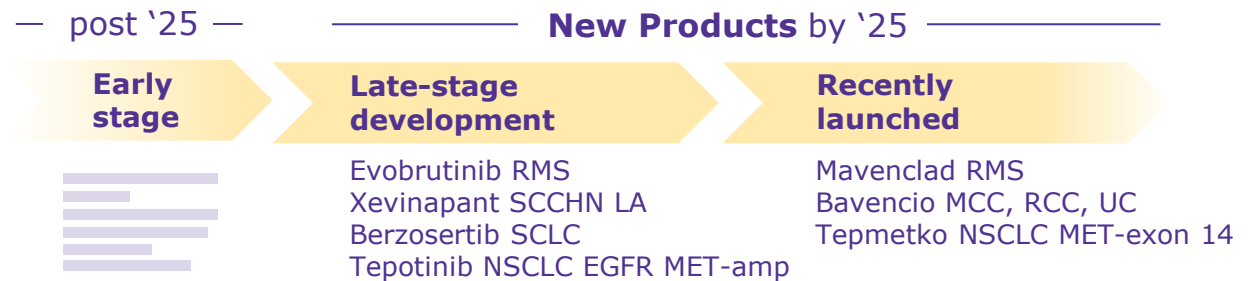 post ‘25
New Products by ‘25
Early
stage
Late-stage
development
Recently
launched
Evobrutinib RMS
Xevinapant SCCHN LA
Berzosertib SCLC
Tepotinib NSCLC EGFR MET-amp
Mavenclad RMS
Bavencio MCC, RCC, UC
Tepmetko NSCLC MET-exon 14